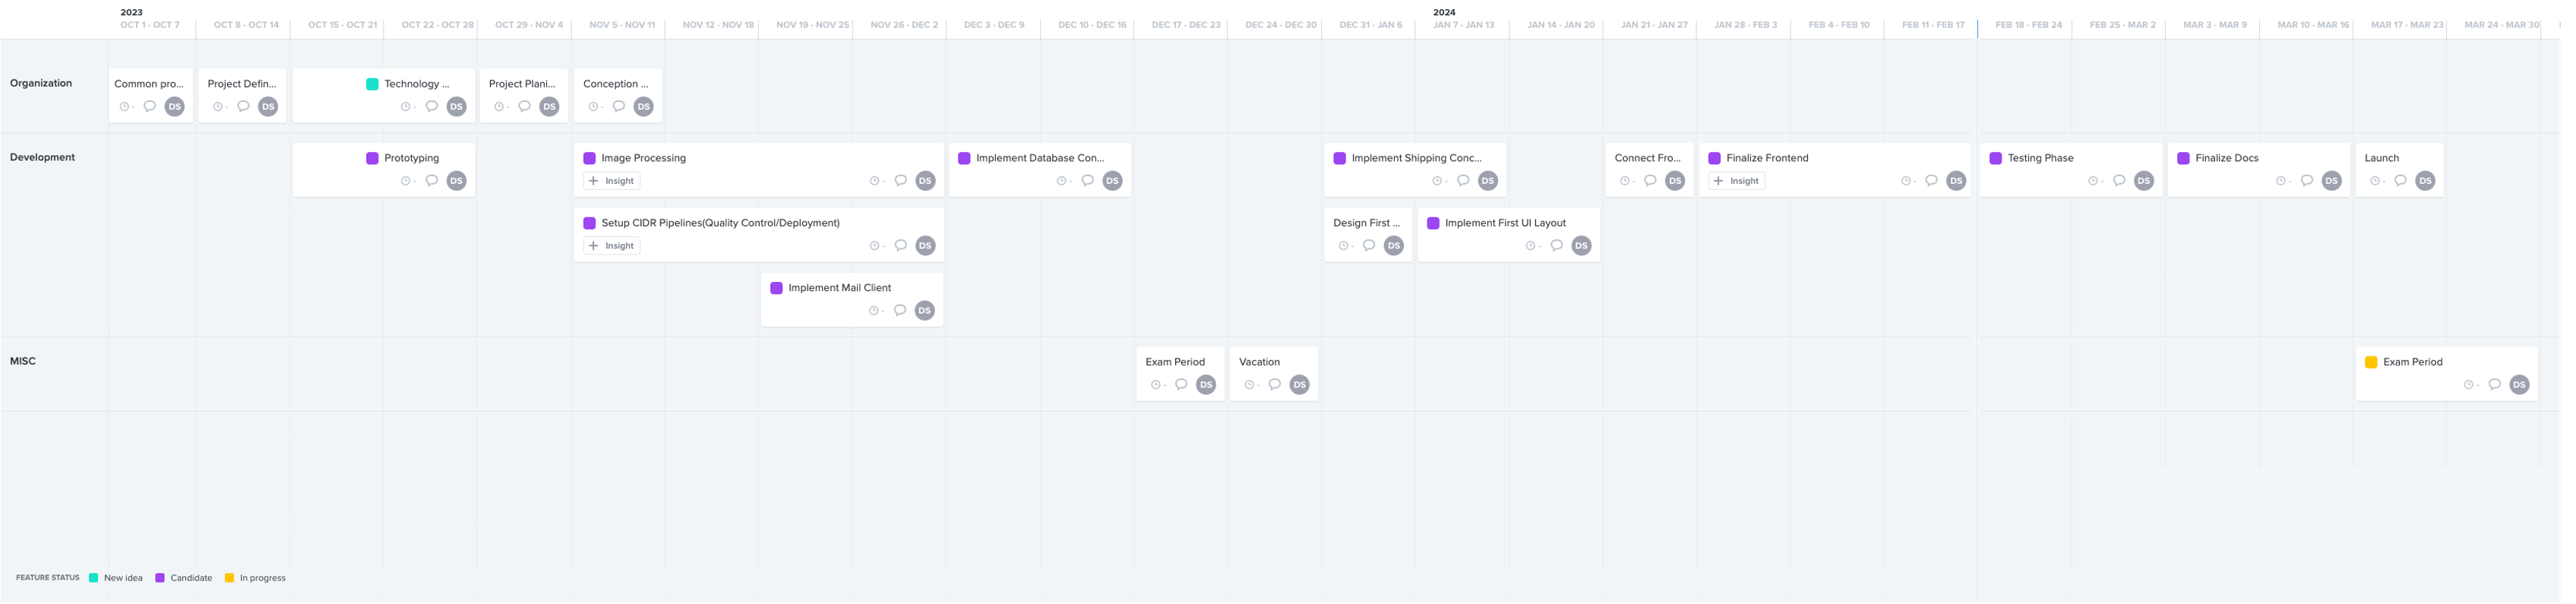 2023
2024
OCT 1 - OCT 7
OCT 8 - OCT 14
OCT 15 - OCT 21
OCT 22 - OCT 28
OCT 29 - NOV 4
NOV 5 - NOV 11
NOV 12 - NOV 18
NOV 19 - NOV 25
NOV 26 - DEC 2
DEC 3 - DEC 9
DEC 10 - DEC 16
DEC 17 - DEC 23
DEC 24 - DEC 30
DEC 31 - JAN 6
JAN 7 - JAN 13
JAN 14 - JAN 20
JAN 21 - JAN 27
JAN 28 - FEB 3
FEB 4 - FEB 10
FEB 11 - FEB 17
FEB 18 - FEB 24
FEB 25 - MAR 2
MAR 3 - MAR 9
MAR 10 - MAR 16
MAR 17 - MAR 23
MAR 24 - MAR 30
Organization
Common pro...
- DS
Project Defin...
- DS
Technology ...
- DS
Project Plani...
- DS
Conception ...
- DS
Development
Prototyping
- DS
Image Processing
+ Insight - DS
Implement Database Con...
- DS
Implement Shipping Conc...
- DS
Connect Fro...
- DS
Finalize Frontend
+ Insight - DS
Testing Phase
- DS
Finalize Docs
- DS
Launch
- DS
Setup CIDR Pipelines(Quality Control/Deployment)
+ Insight - DS
Design First ...
- DS
Implement First UI Layout
- DS
Implement Mail Client
- DS
MISC
Exam Period
- DS
Vacation
- DS
Exam Period
- DS
FEATURE STATUS New idea Candidate In progress